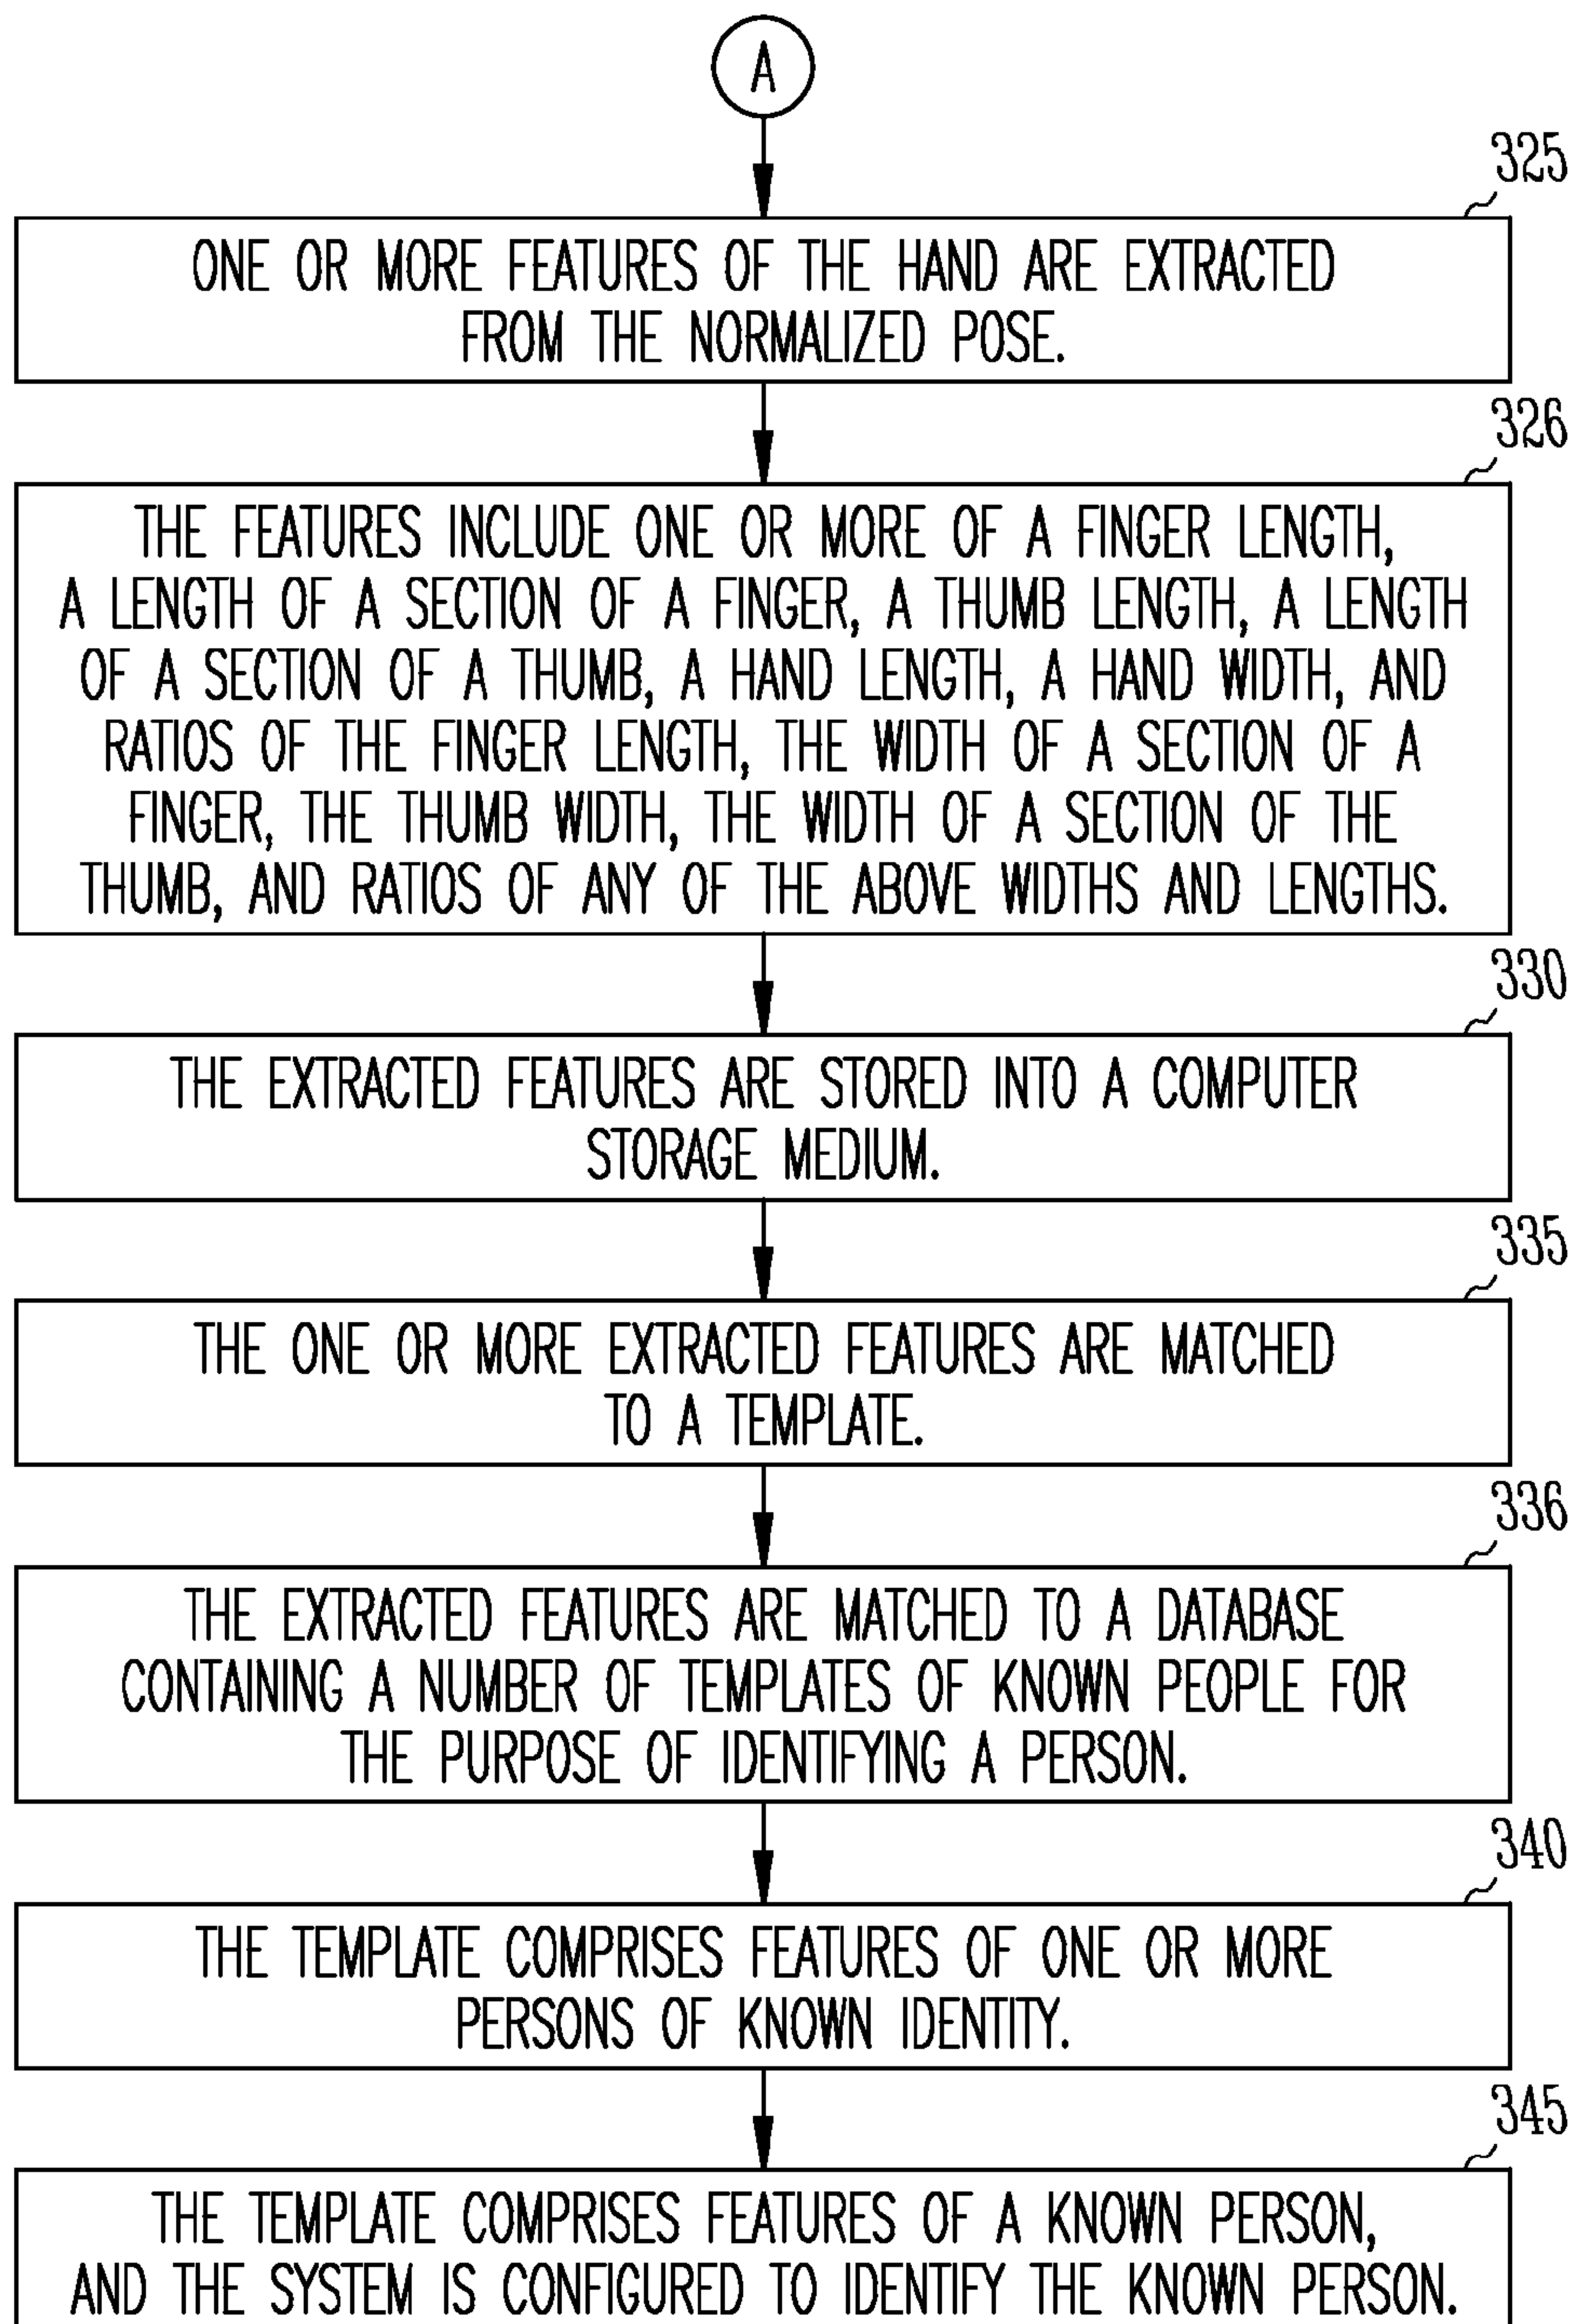 A
325
ONE OR MORE FEATURES OF THE HAND ARE EXTRACTED
FROM THE NORMALIZED POSE.
326
THE FEATURES INCLUDE ONE OR MORE OF A FINGER LENGTH,
A LENGTH OF A SECTION OF A FINGER, A THUMB LENGTH, A LENGTH
OF A SECTION OF A THUMB, A HAND LENGTH, A HAND WIDTH, AND
RATIOS OF THE FINGER LENGTH, THE WIDTH OF A SECTION OF A
FINGER, THE THUMB WIDTH, THE WIDTH OF A SECTION OF THE
THUMB, AND RATIOS OF ANY OF THE ABOVE WIDTHS AND LENGTHS.
330
THE EXTRACTED FEATURES ARE STORED INTO A COMPUTER
STORAGE MEDIUM.
335
THE ONE OR MORE EXTRACTED FEATURES ARE MATCHED
TO A TEMPLATE.
336
THE EXTRACTED FEATURES ARE MATCHED TO A DATABASE
CONTAINING A NUMBER OF TEMPLATES OF KNOWN PEOPLE FOR
THE PURPOSE OF IDENTIFYING A PERSON.
340
THE TEMPLATE COMPRISES FEATURES OF ONE OR MORE
PERSONS OF KNOWN IDENTITY.
345
THE TEMPLATE COMPRISES FEATURES OF A KNOWN PERSON,
AND THE SYSTEM IS CONFIGURED TO IDENTIFY THE KNOWN PERSON.